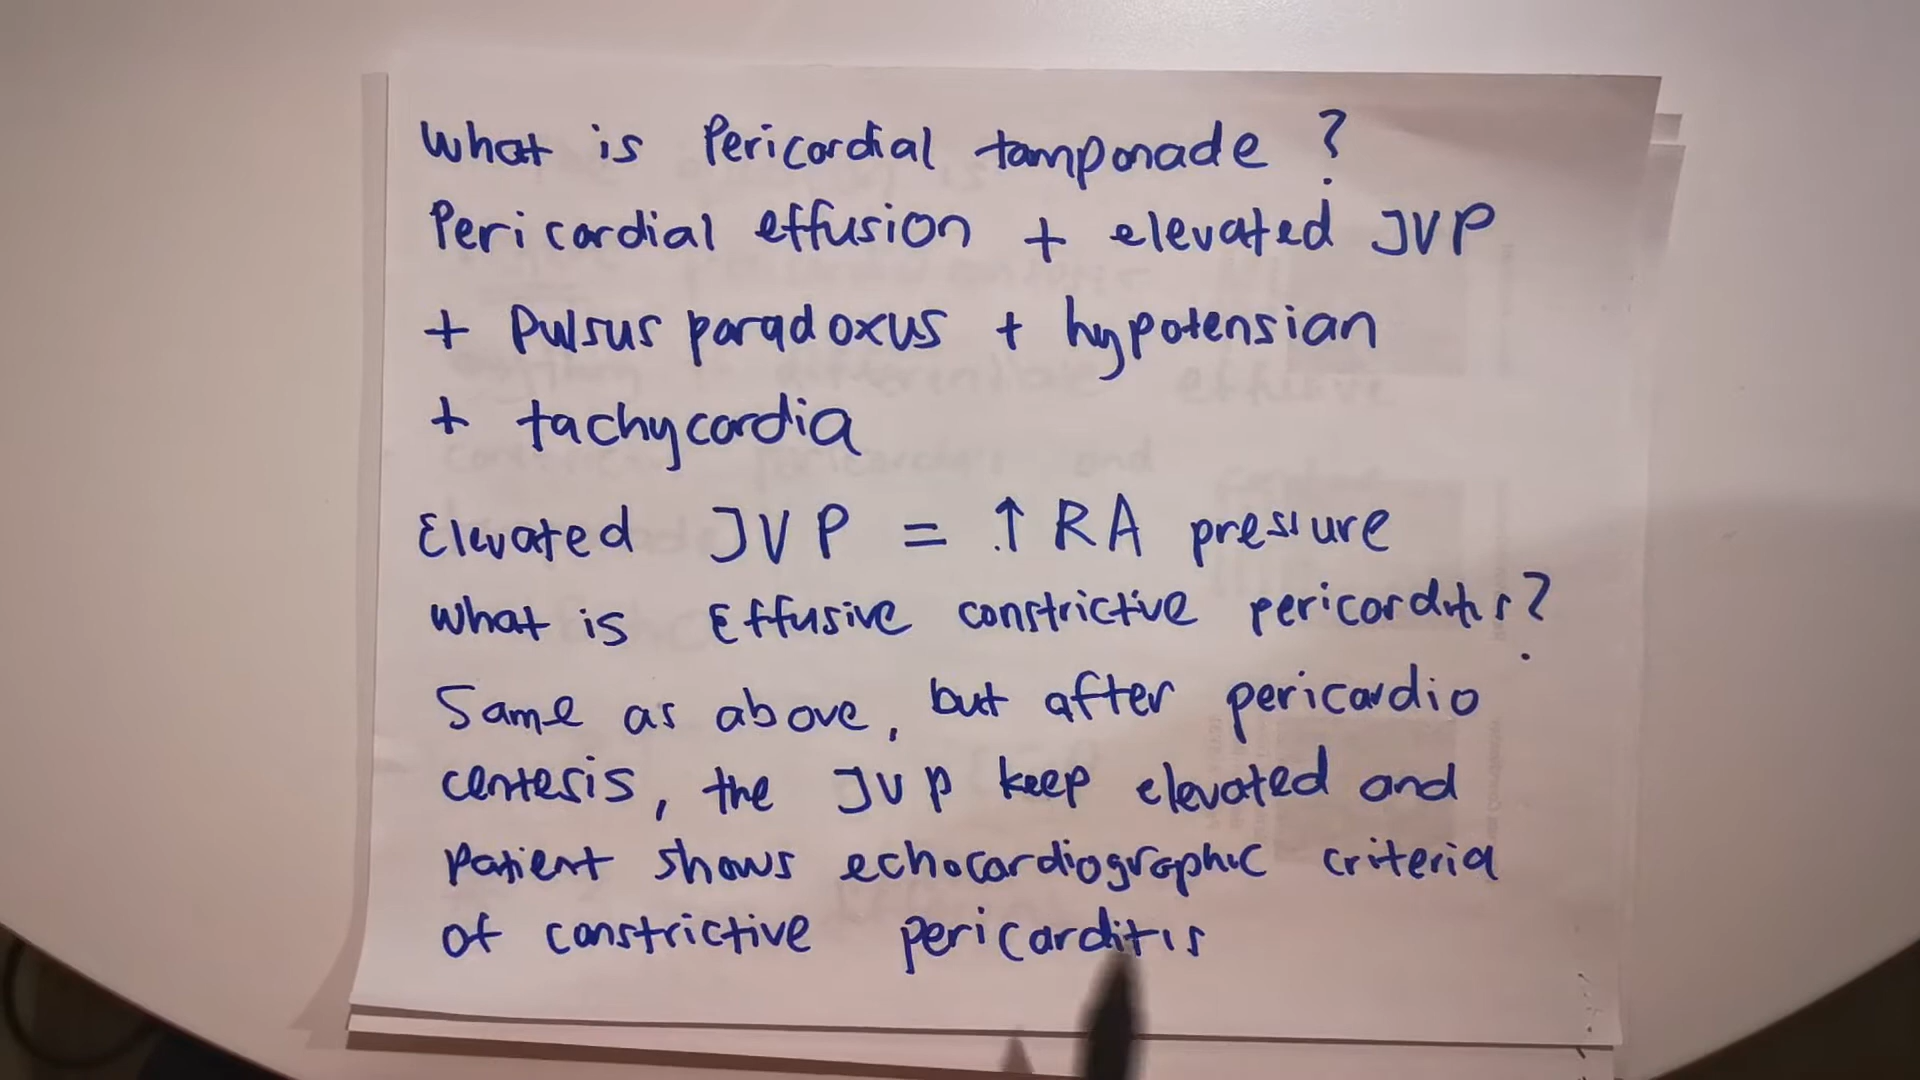 What is Pericardial tamponade ?
Pericardial effusion + elevated JVP
+ Pulsus paradoxus + hypotension
+ tachycardia
Elevated JVP = ↑ RA pressure
What is Effusive constrictive pericarditis?
Same as above, but after pericardio
centesis, the JVP keep elevated and
patient shows echocardiographic criteria
of constrictive pericarditis